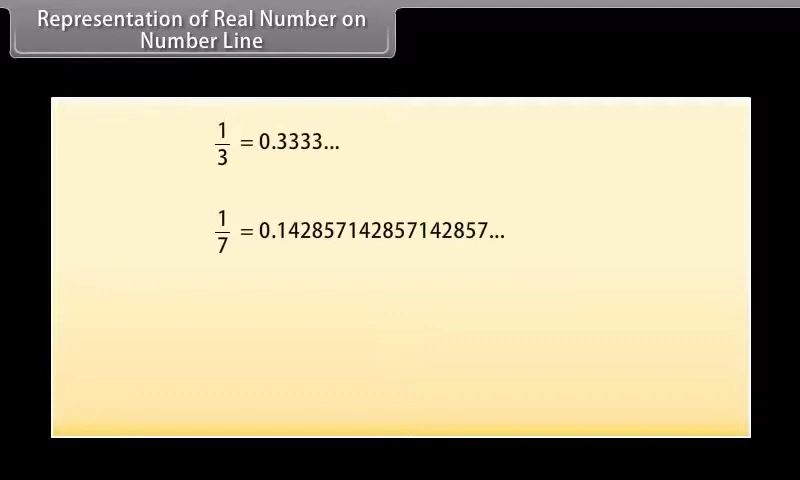 Representation of Real Number on
Number Line
1/3 = 0.3333...
1/7 = 0.142857142857142857...